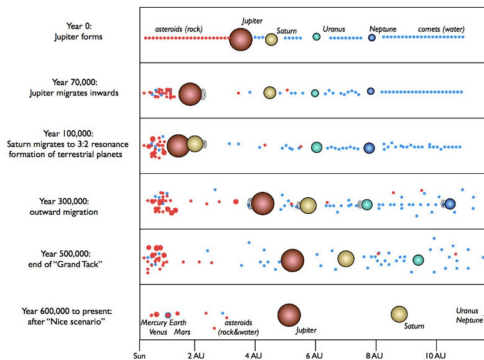 Year 0:
Jupiter forms
asteroids (rock)
Jupiter
Saturn
Uranus
Neptune
comets (water)
Year 70,000:
Jupiter migrates inwards
Year 100,000:
Saturn migrates to 3:2 resonance
formation of terrestrial planets
Year 300,000:
outward migration
Year 500,000:
end of "Grand Tack"
Year 600,000 to present:
after "Nice scenario"
Mercury Earth
Venus Mars
asteroids
(rock&water)
Jupiter
Saturn
Uranus
Neptune
Sun 2 AU 4 AU 6 AU 8 AU 10 AU